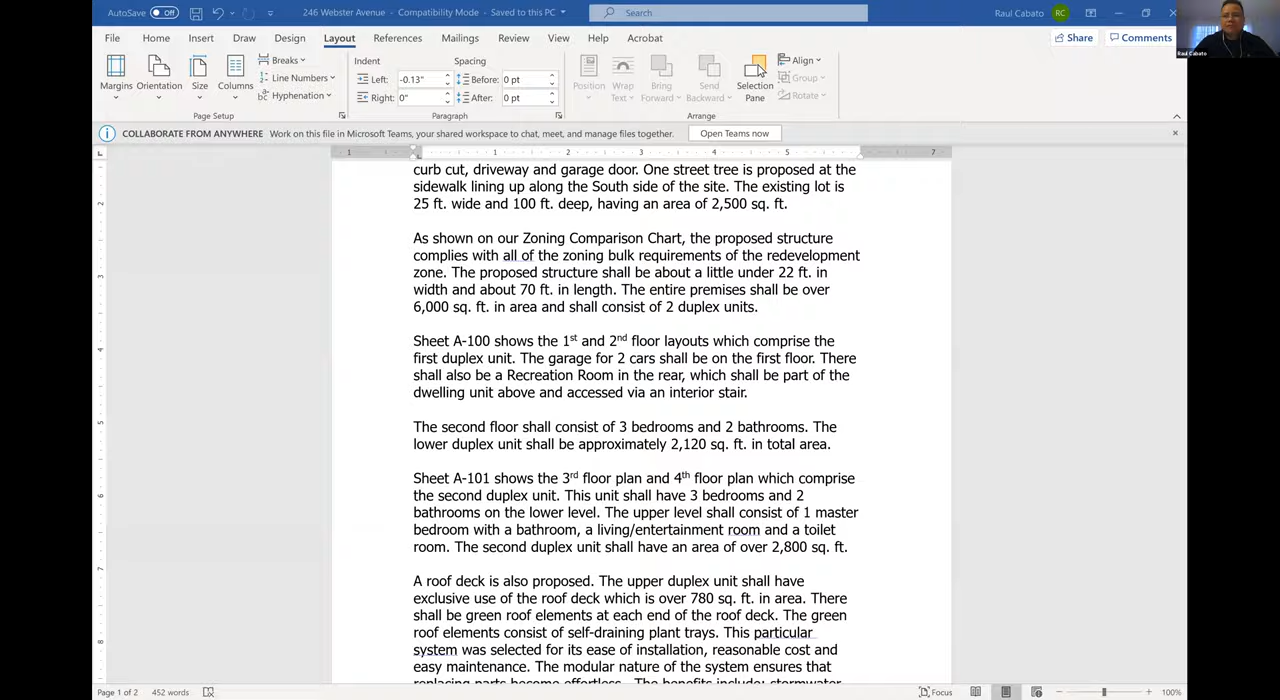 AutoSave Off 246 Webster Avenue - Compatibility Mode - Saved to this PC Search Raul Cabato RC
File Home Insert Draw Design Layout References Mailings Review View Help Acrobat Share Comments
Raul Cabato
Margins Orientation Size Columns
Breaks
Line Numbers
Hyphenation
Page Setup
Indent Spacing
Left: -0.13" Before: 0 pt
Right: 0" After: 0 pt
Paragraph
Position Wrap Text Bring Forward Send Backward Selection Pane
Align
Group
Rotate
Arrange
COLLABORATE FROM ANYWHERE Work on this file in Microsoft Teams, your shared workspace to chat, meet, and manage files together. Open Teams now
1 1 2 3 4 5 7
curb cut, driveway and garage door. One street tree is proposed at the
sidewalk lining up along the South side of the site. The existing lot is
25 ft. wide and 100 ft. deep, having an area of 2,500 sq. ft.
As shown on our Zoning Comparison Chart, the proposed structure
complies with all of the zoning bulk requirements of the redevelopment
zone. The proposed structure shall be about a little under 22 ft. in
width and about 70 ft. in length. The entire premises shall be over
6,000 sq. ft. in area and shall consist of 2 duplex units.
Sheet A-100 shows the 1st and 2nd floor layouts which comprise the
first duplex unit. The garage for 2 cars shall be on the first floor. There
shall also be a Recreation Room in the rear, which shall be part of the
dwelling unit above and accessed via an interior stair.
The second floor shall consist of 3 bedrooms and 2 bathrooms. The
lower duplex unit shall be approximately 2,120 sq. ft. in total area.
Sheet A-101 shows the 3rd floor plan and 4th floor plan which comprise
the second duplex unit. This unit shall have 3 bedrooms and 2
bathrooms on the lower level. The upper level shall consist of 1 master
bedroom with a bathroom, a living/entertainment room and a toilet
room. The second duplex unit shall have an area of over 2,800 sq. ft.
A roof deck is also proposed. The upper duplex unit shall have
exclusive use of the roof deck which is over 780 sq. ft. in area. There
shall be green roof elements at each end of the roof deck. The green
roof elements consist of self-draining plant trays. This particular
system was selected for its ease of installation, reasonable cost and
easy maintenance. The modular nature of the system ensures that
replacing parts become effortless. The benefits include: stormwater
Page 1 of 2 452 words Focus 100%